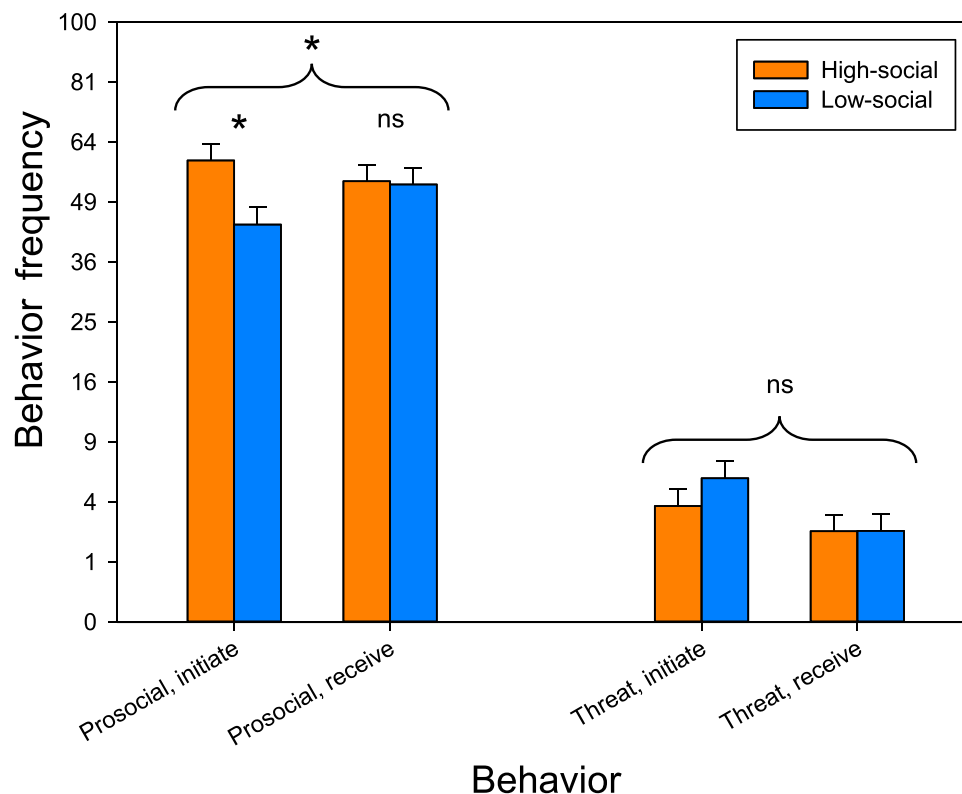 100
81
64
49
36
25
16
9
4
1
0
Behavior frequency
*
*
ns
ns
High-social
Low-social
Prosocial, initiate
Prosocial, receive
Threat, initiate
Threat, receive
Behavior